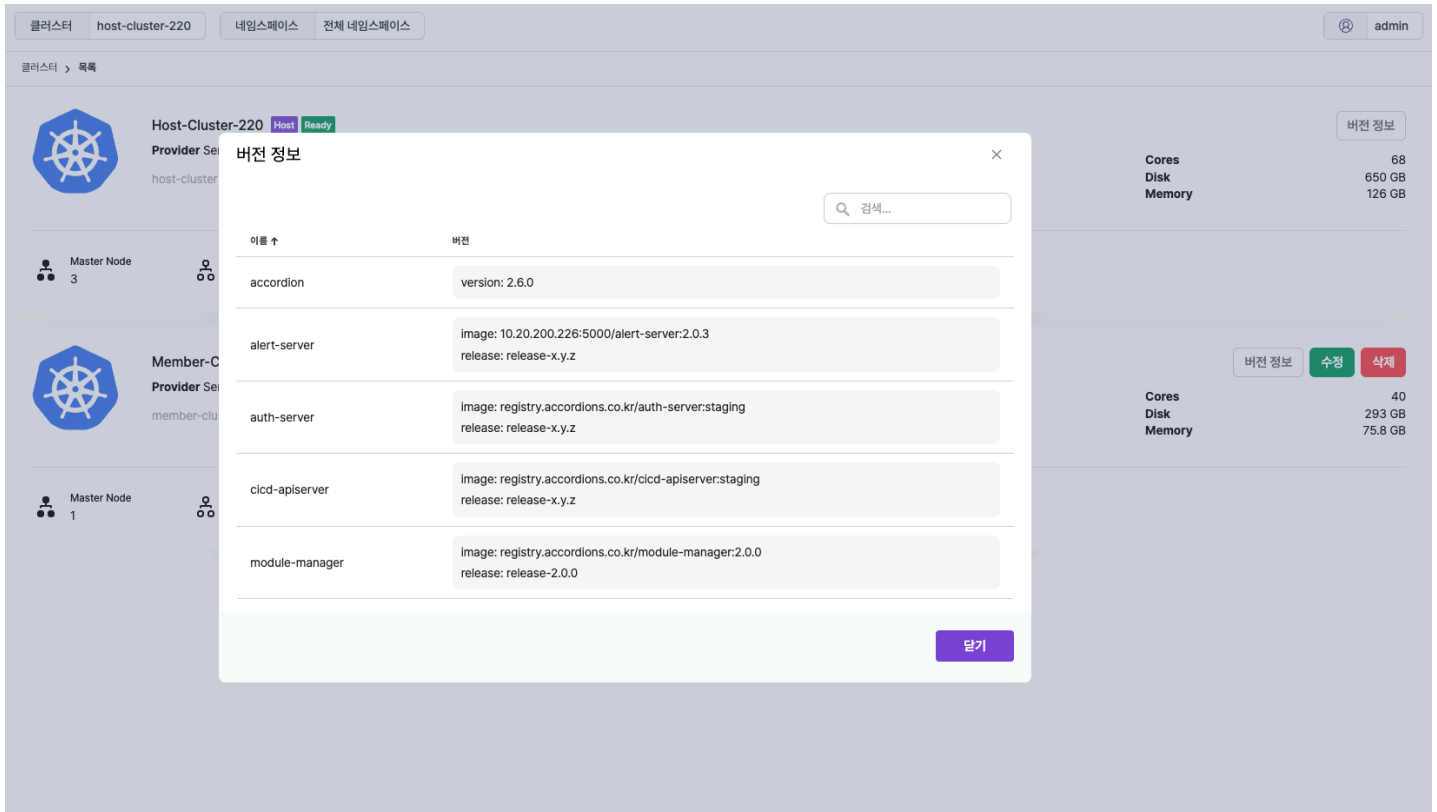 클러스터 host-cluster-220 네임스페이스 전체 네임스페이스 admin
클러스터 > 목록
Host-Cluster-220 Host Ready
버전 정보
Provider
host-cluster
Cores 68
Disk 650 GB
Memory 126 GB
Master Node
3
버전 정보
검색...
이름 ↑ 버전
accordion
version: 2.6.0
alert-server
image: 10.20.200.226:5000/alert-server:2.0.3
release: release-x.y.z
auth-server
image: registry.accordions.co.kr/auth-server:staging
release: release-x.y.z
cicd-apiserver
image: registry.accordions.co.kr/cicd-apiserver:staging
release: release-x.y.z
module-manager
image: registry.accordions.co.kr/module-manager:2.0.0
release: release-2.0.0
닫기
Member-C
버전 정보 수정 삭제
Provider
member-clu
Cores 40
Disk 293 GB
Memory 75.8 GB
Master Node
1